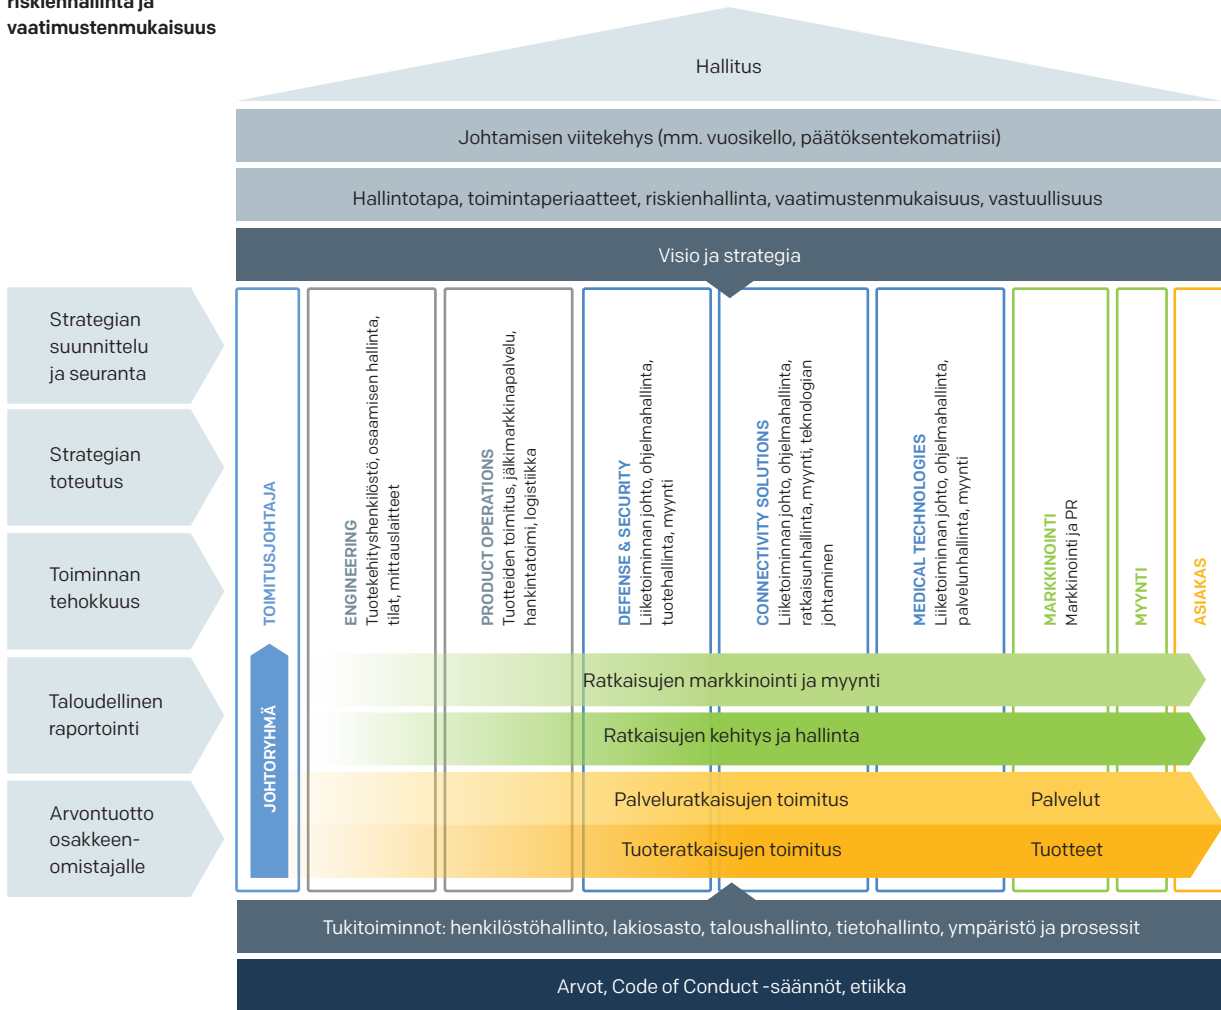 riskienhallinta ja
vaatimustenmukaisuus
Hallitus
Johtamisen viitekehys (mm. vuosikello, päätöksentekomatriisi)
Hallintotapa, toimintaperiaatteet, riskienhallinta, vaatimustenmukaisuus, vastuullisuus
Visio ja strategia
Strategian
suunnittelu
ja seuranta
Strategian
toteutus
Toiminnan
tehokkuus
Taloudellinen
raportointi
Arvontuotto
osakkeen-
omistajalle
TOIMITUSJOHTAJA
JOHTORYHMÄ
ENGINEERING
Tuotekehityshenkilöstö, osaamisen hallinta,
tilat, mittauslaitteet
PRODUCT OPERATIONS
Tuotteiden toimitus, jälkimarkkinapalvelu,
hankintatoimi, logistiikka
DEFENSE & SECURITY
Liiketoiminnan johto, ohjelmahallinta,
tuotehallinta, myynti
CONNECTIVITY SOLUTIONS
Liiketoiminnan johto, ohjelmahallinta,
ratkaisunhallinta, myynti, teknologian
johtaminen
MEDICAL TECHNOLOGIES
Liiketoiminnan johto, ohjelmahallinta,
palvelunhallinta, myynti
MARKKINOINTI
Markkinointi ja PR
MYYNTI
ASIAKAS
Ratkaisujen markkinointi ja myynti
Ratkaisujen kehitys ja hallinta
Palveluratkaisujen toimitus
Palvelut
Tuoteratkaisujen toimitus
Tuotteet
Tukitoiminnot: henkilöstöhallinto, lakiosasto, taloushallinto, tietohallinto, ympäristö ja prosessit
Arvot, Code of Conduct -säännöt, etiikka